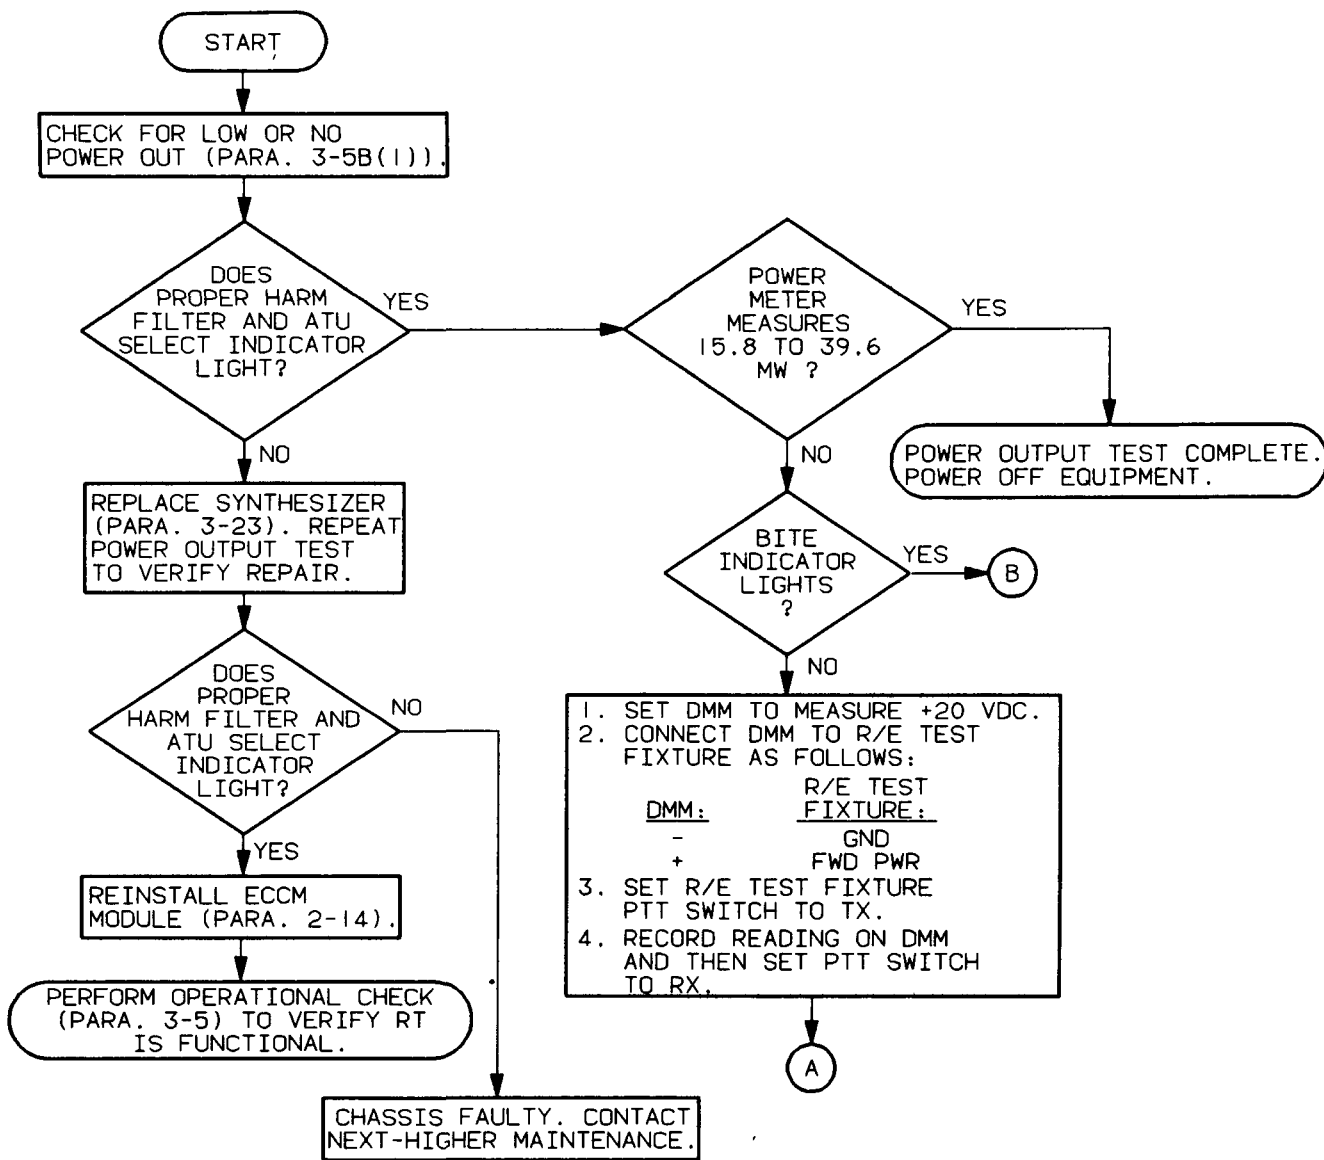 START
CHECK FOR LOW OR NO
POWER OUT (PARA. 3-5B(1)).
DOES
PROPER HARM
FILTER AND ATU
SELECT INDICATOR
LIGHT?
YES
NO
POWER
METER
MEASURES
15.8 TO 39.6
MW ?
YES
NO
POWER OUTPUT TEST COMPLETE.
POWER OFF EQUIPMENT.
REPLACE SYNTHESIZER
(PARA. 3-23). REPEAT
POWER OUTPUT TEST
TO VERIFY REPAIR.
BITE
INDICATOR
LIGHTS
?
YES
B
NO
DOES
PROPER
HARM FILTER AND
ATU SELECT
INDICATOR
LIGHT?
NO
YES
1. SET DMM TO MEASURE +20 VDC.
2. CONNECT DMM TO R/E TEST
FIXTURE AS FOLLOWS:
R/E TEST
DMM: FIXTURE:
- GND
+ FWD PWR
3. SET R/E TEST FIXTURE
PTT SWITCH TO TX.
4. RECORD READING ON DMM
AND THEN SET PTT SWITCH
TO RX.
REINSTALL ECCM
MODULE (PARA. 2-14).
PERFORM OPERATIONAL CHECK
(PARA. 3-5) TO VERIFY RT
IS FUNCTIONAL.
A
CHASSIS FAULTY. CONTACT
NEXT-HIGHER MAINTENANCE.